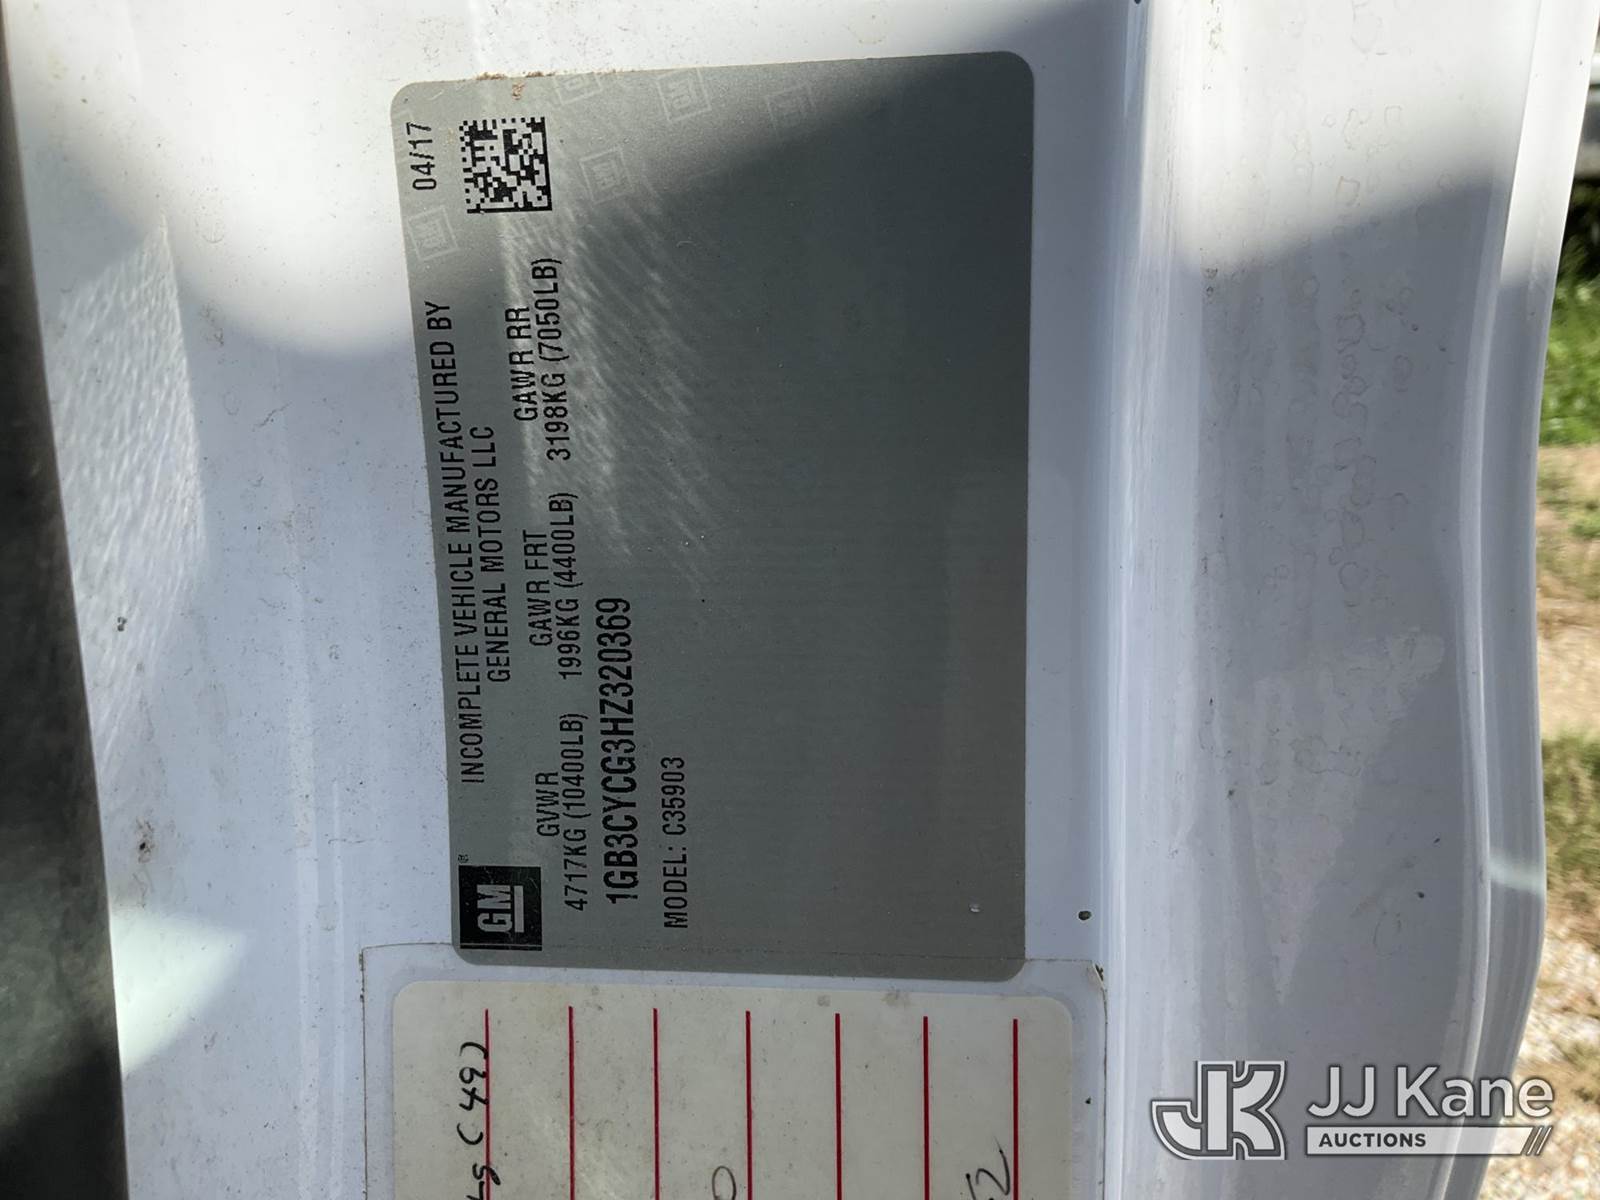 GM
INCOMPLETE VEHICLE MANUFACTURED BY
GENERAL MOTORS LLC
04/17
GVWR GAWR FRT GAWR RR
4717KG (10400LB) 1996KG (4400LB) 3198KG (7050LB)
1GB3CYCG3HZ320369
MODEL: C35903
JK
JJ Kane
AUCTIONS